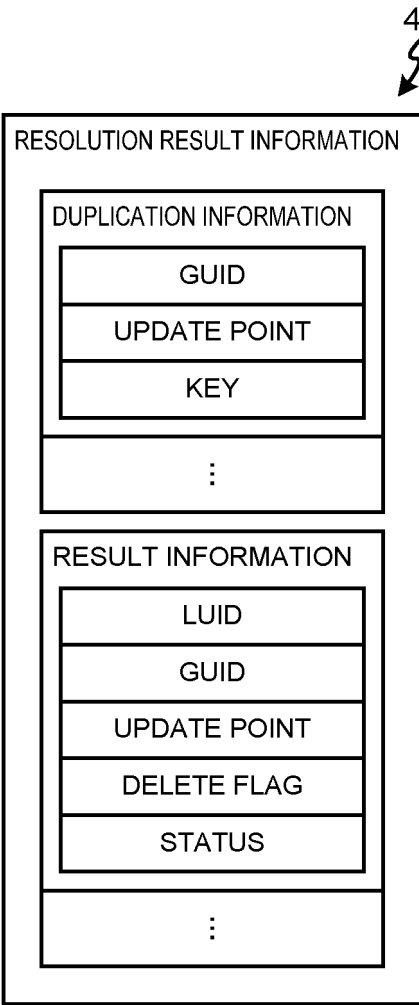 4
RESOLUTION RESULT INFORMATION
DUPLICATION INFORMATION
GUID
UPDATE POINT
KEY
⋮
RESULT INFORMATION
LUID
GUID
UPDATE POINT
DELETE FLAG
STATUS
⋮